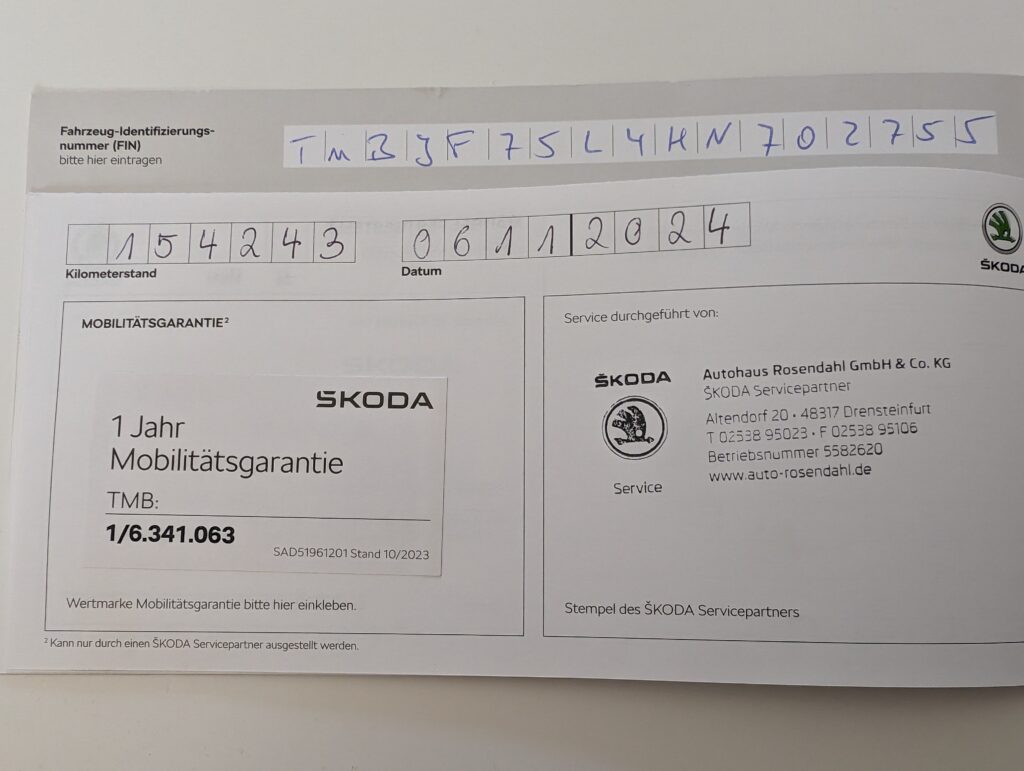 Fahrzeug-Identifizierungs-
nummer (FIN)
bitte hier eintragen
TMBJF75L4HN702755
154243
Kilometerstand
06112024
Datum
ŠKODA
MOBILITÄTSGARANTIE²
ŠKODA
1 Jahr
Mobilitätsgarantie
TMB:
1/6.341.063
SAD51961201 Stand 10/2023
Wertmarke Mobilitätsgarantie bitte hier einkleben.
² Kann nur durch einen ŠKODA Servicepartner ausgestellt werden.
Service durchgeführt von:
ŠKODA
Service
Autohaus Rosendahl GmbH & Co. KG
ŠKODA Servicepartner
Altendorf 20 • 48317 Drensteinfurt
T 02538 95023 • F 02538 95106
Betriebsnummer 5582620
www.auto-rosendahl.de
Stempel des ŠKODA Servicepartners